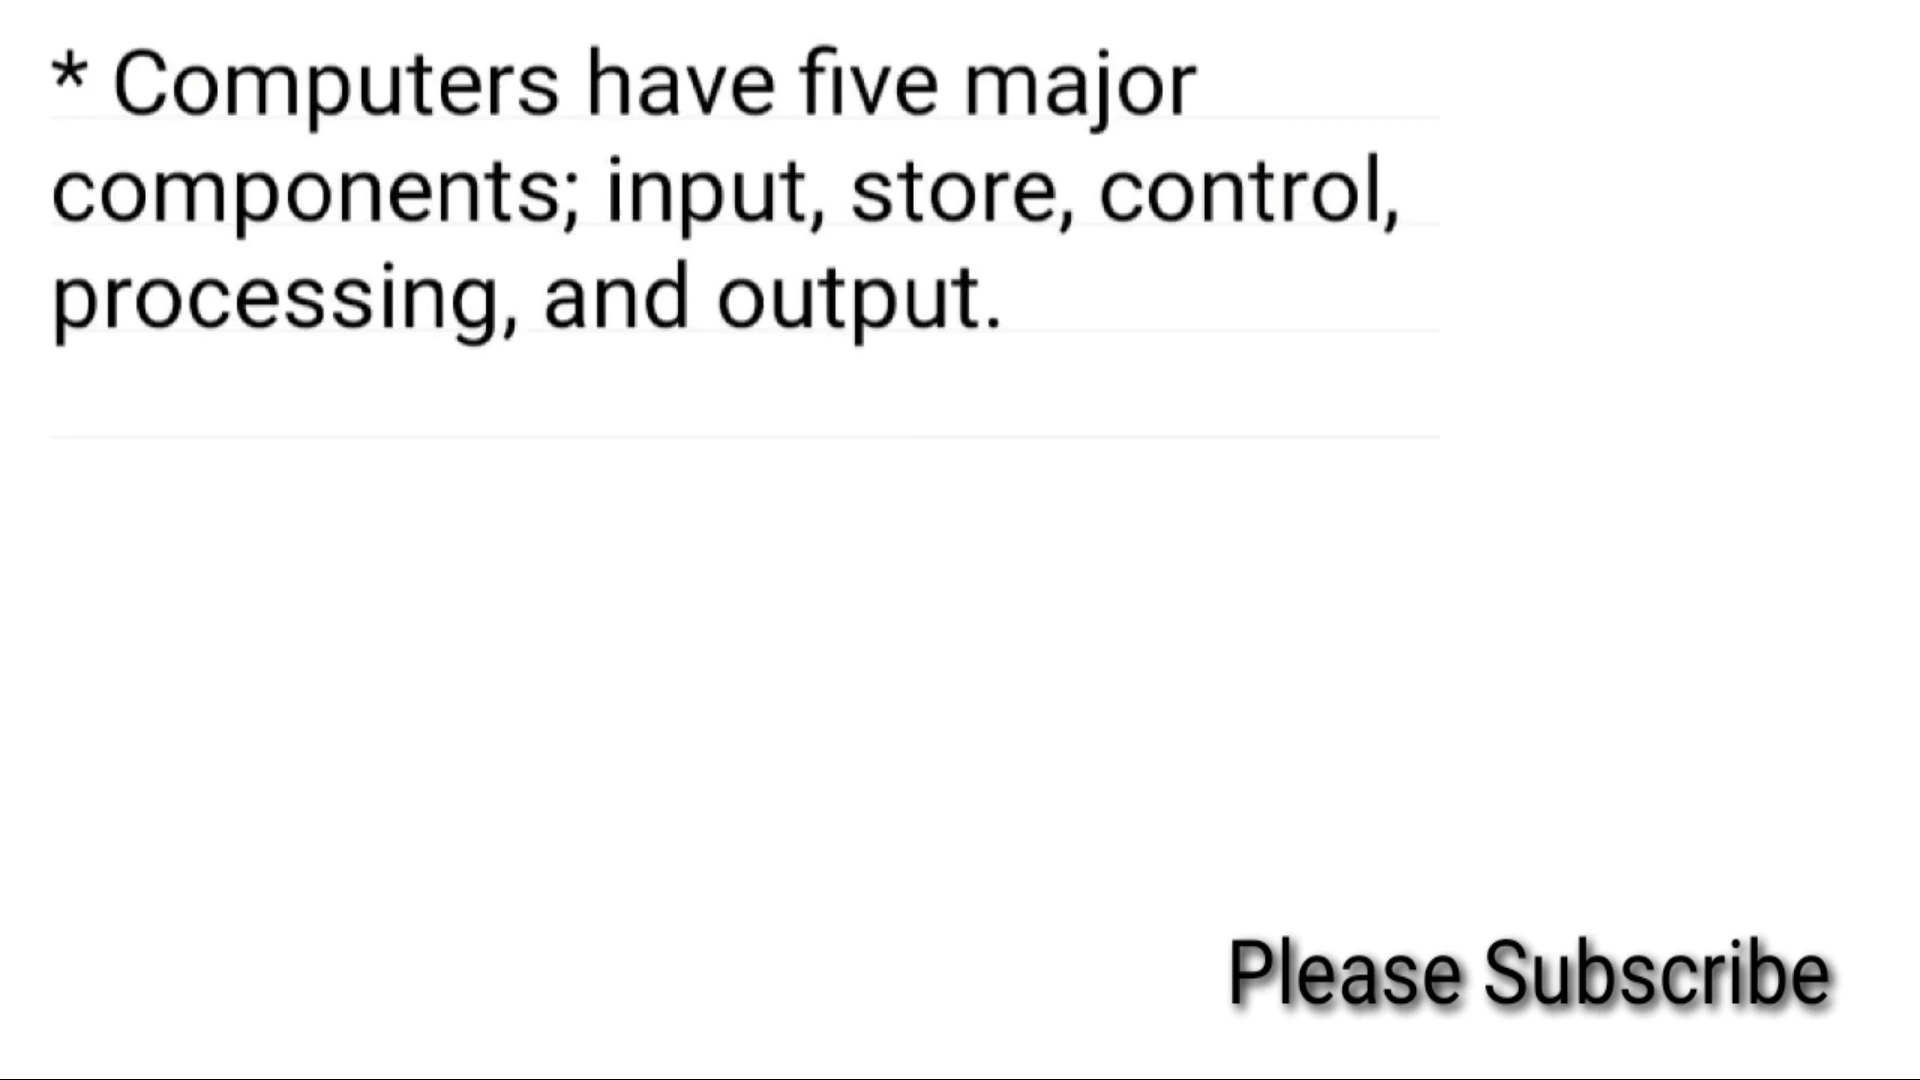 * Computers have five major
components; input, store, control,
processing, and output.
Please Subscribe